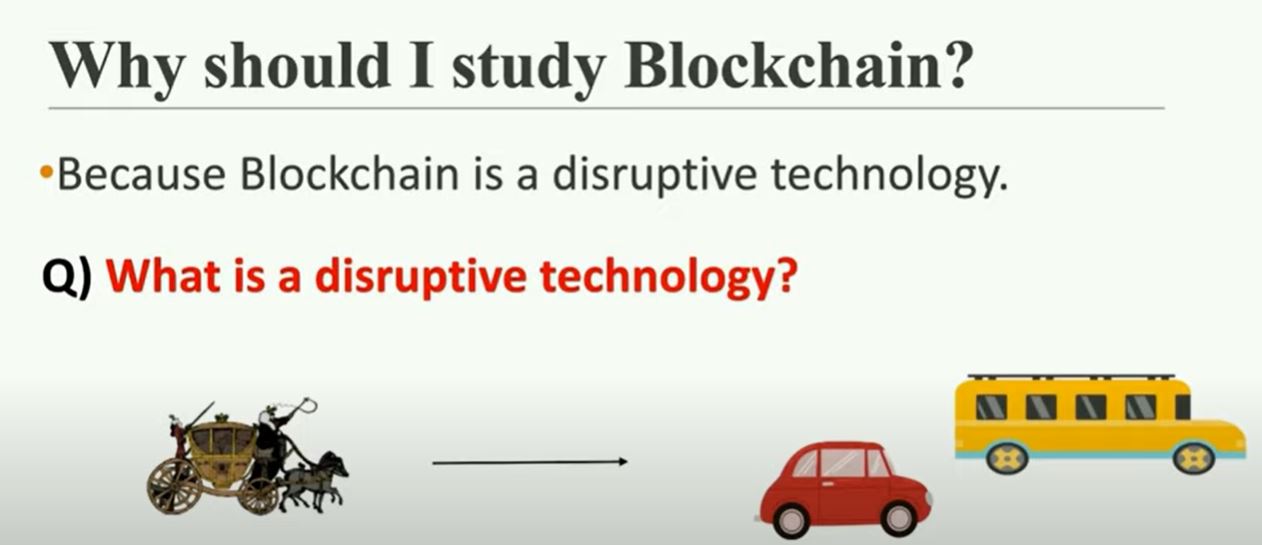 Why should I study Blockchain?
•Because Blockchain is a disruptive technology.
Q) What is a disruptive technology?